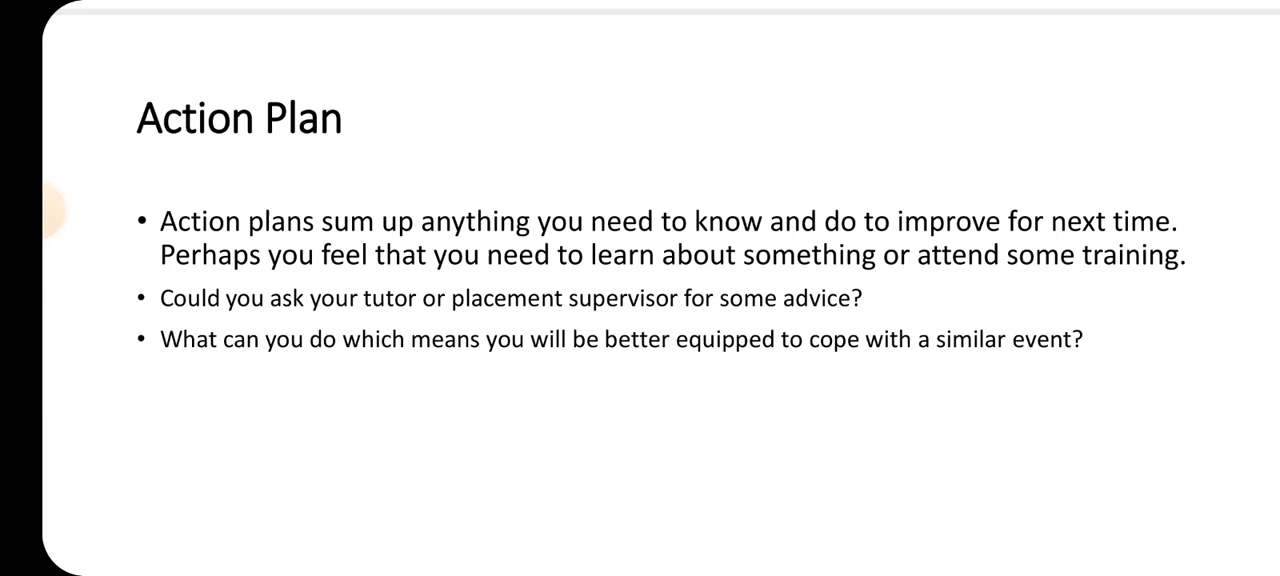 Action Plan
• Action plans sum up anything you need to know and do to improve for next time.
Perhaps you feel that you need to learn about something or attend some training.
• Could you ask your tutor or placement supervisor for some advice?
• What can you do which means you will be better equipped to cope with a similar event?